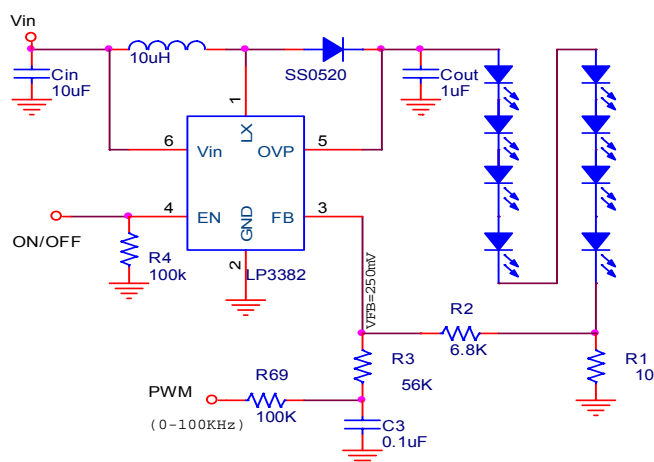 Vin
10uH
SS0520
Cin
10uF
Cout
1uF
1
LX
6
Vin
OVP
5
4
EN
GND
FB
3
ON/OFF
R4
100k
2
LP3382
VFB=250mV
R2
6.8K
R3
56K
R1
10
PWM
R69
100K
(0-100KHz)
C3
0.1uF